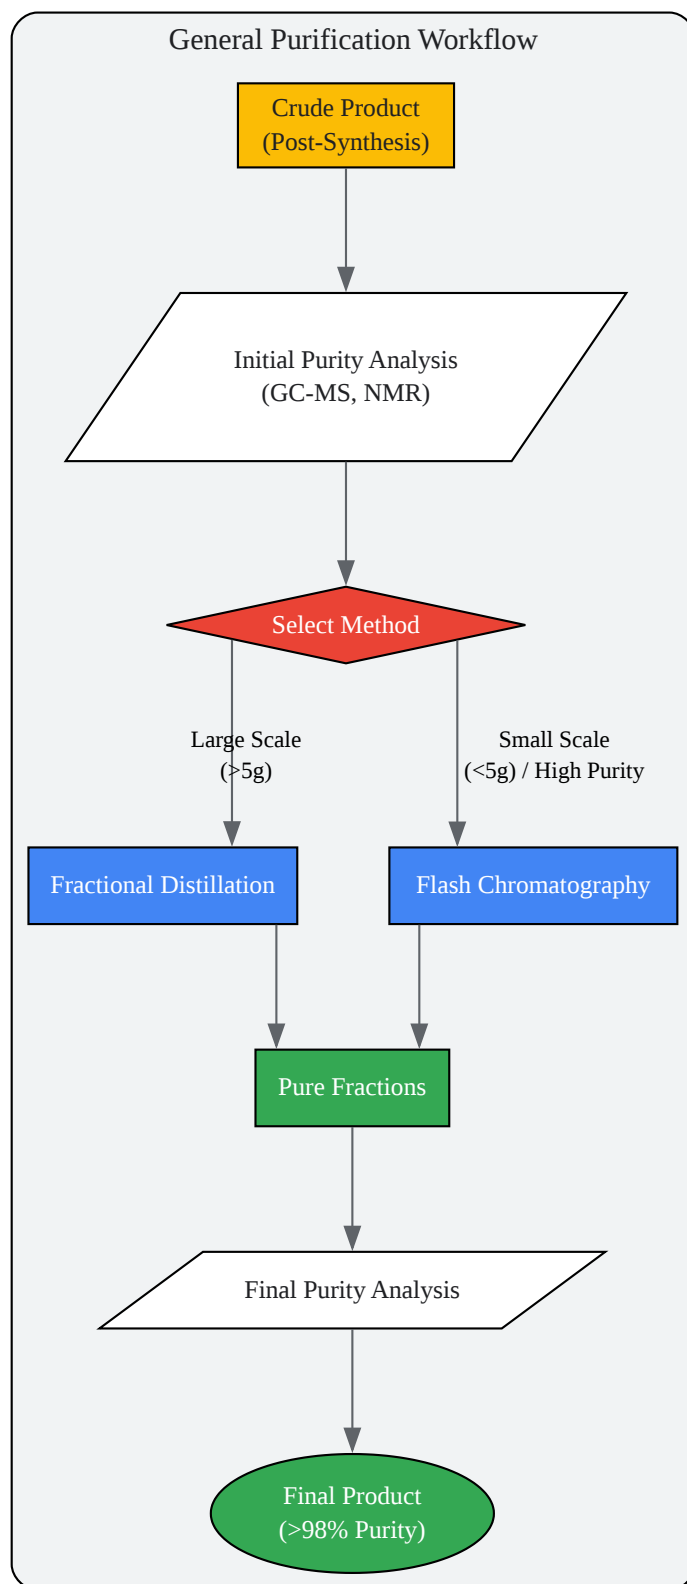 General Purification Workflow
Crude Product
(Post-Synthesis)
Initial Purity Analysis
(GC-MS, NMR)
Select Method
Large Scale
(>5g)
Small Scale
(<5g) / High Purity
Fractional Distillation
Flash Chromatography
Pure Fractions
Final Purity Analysis
Final Product
(>98% Purity)